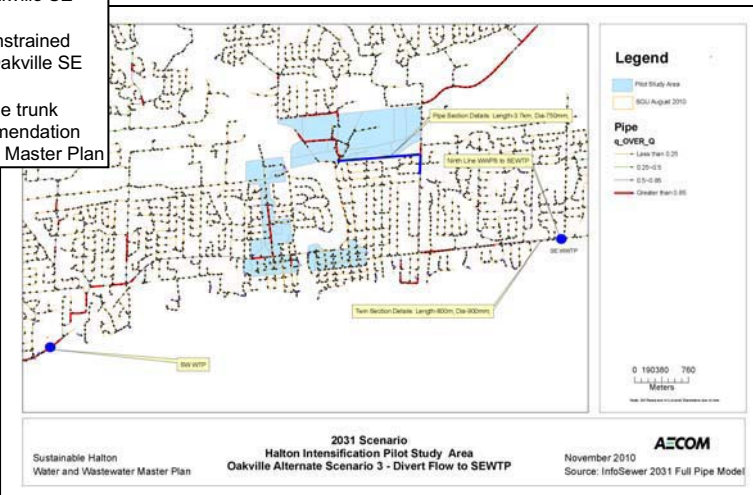 nstrained
Oakville SE
e trunk
mendation
Master Plan
Legend
Pilot Study Area
BGU August 2010
Pipe
q_OVER_Q
Less than 0.25
0.25~0.5
0.5~0.85
Greater than 0.85
Pipe Section Details: Length-3.7km, Dia-750mm;
Ninth Line WWPS to SEWTP
SE WWTP
Twin Section Details: Length-800m, Dia-900mm;
SW WTP
0 190380 760
Meters
Sustainable Halton
Water and Wastewater Master Plan
2031 Scenario
Halton Intensification Pilot Study Area
Oakville Alternate Scenario 3 - Divert Flow to SEWTP
AECOM
November 2010
Source: InfoSewer 2031 Full Pipe Model